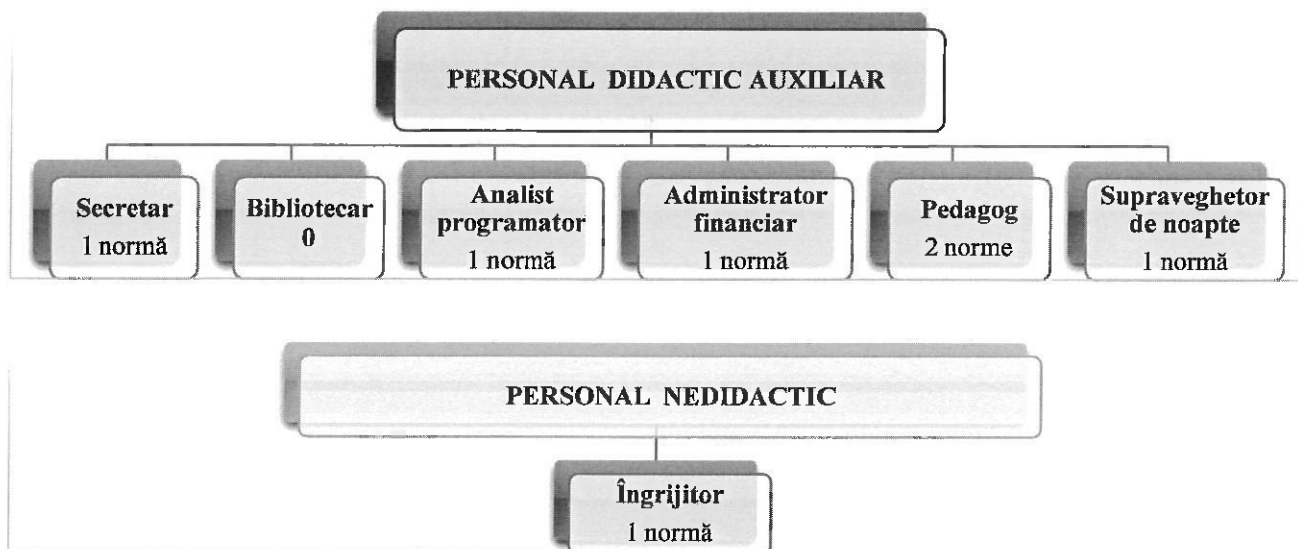 PERSONAL DIDACTIC AUXILIAR
Secretar
1 normă
Bibliotecar
0
Analist
programator
1 normă
Administrator
financiar
1 normă
Pedagog
2 norme
Supraveghetor
de noapte
1 normă
PERSONAL NEDIDACTIC
Îngrijitor
1 normă